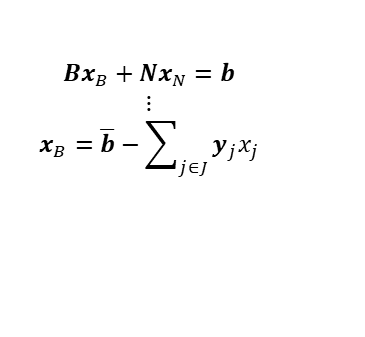 Bx_B + Nx_N = b
⋮
x_B = b̅ − ∑_{j∈J} y_j x_j